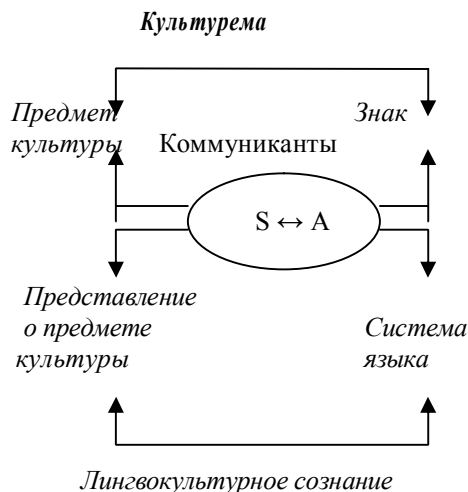 Культурема
Предмет Знак
культуры Коммуниканты
S ↔ A
Представление
о предмете Система
культуры языка
Лингвокультурное сознание